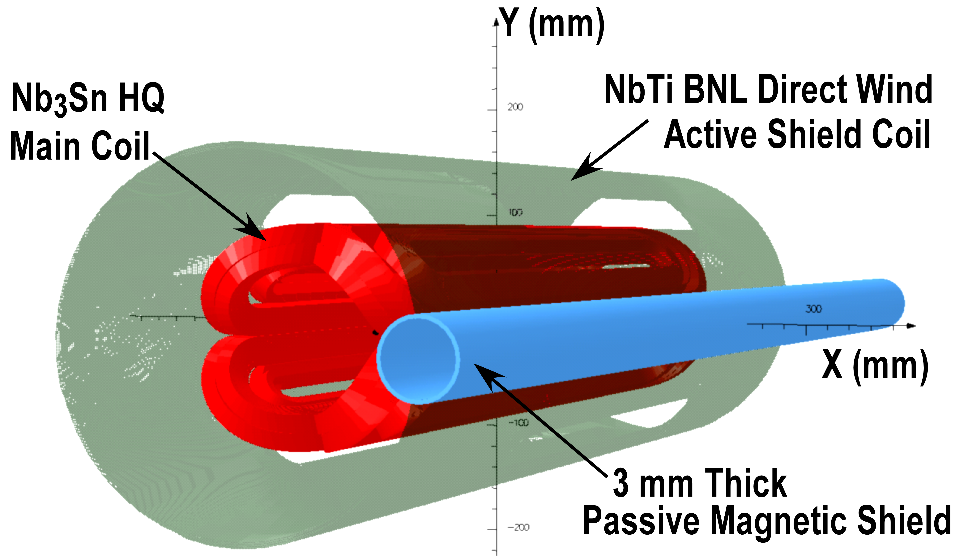 Y (mm)
Nb3Sn HQ
Main Coil
NbTi BNL Direct Wind
Active Shield Coil
200
100
300
X (mm)
-100
3 mm Thick
Passive Magnetic Shield
-200